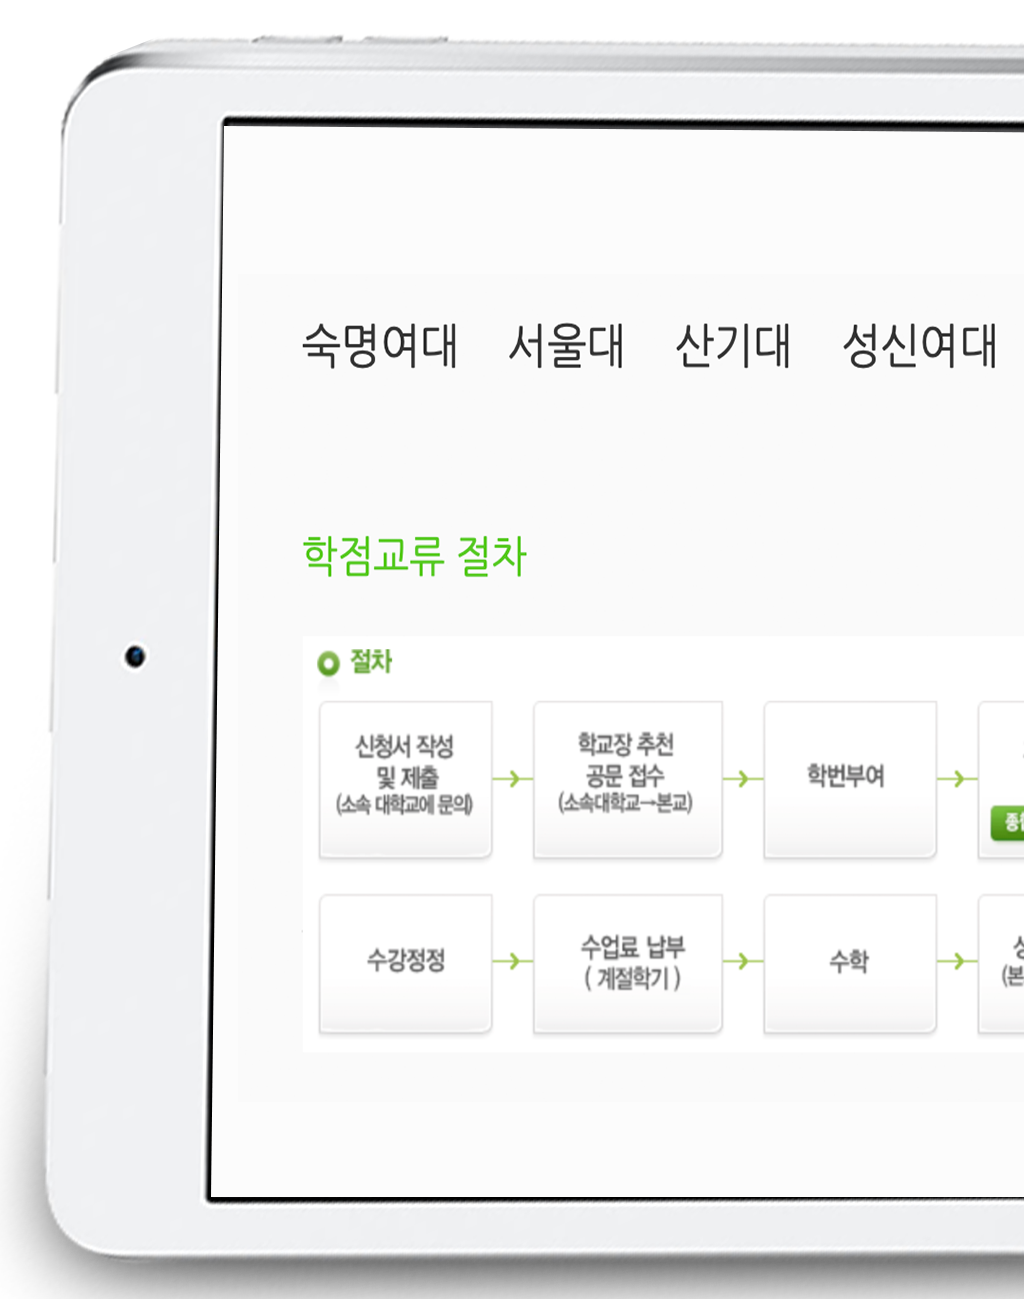 숙명여대 서울대 산기대 성신여대
학점교류 절차
절차
신청서 작성
및 제출
(소속 대학교에 문의)
학교장 추천
공문 접수
(소속대학교→본교)
학번부여
수강정정
수업료 납부
( 계절학기 )
수학